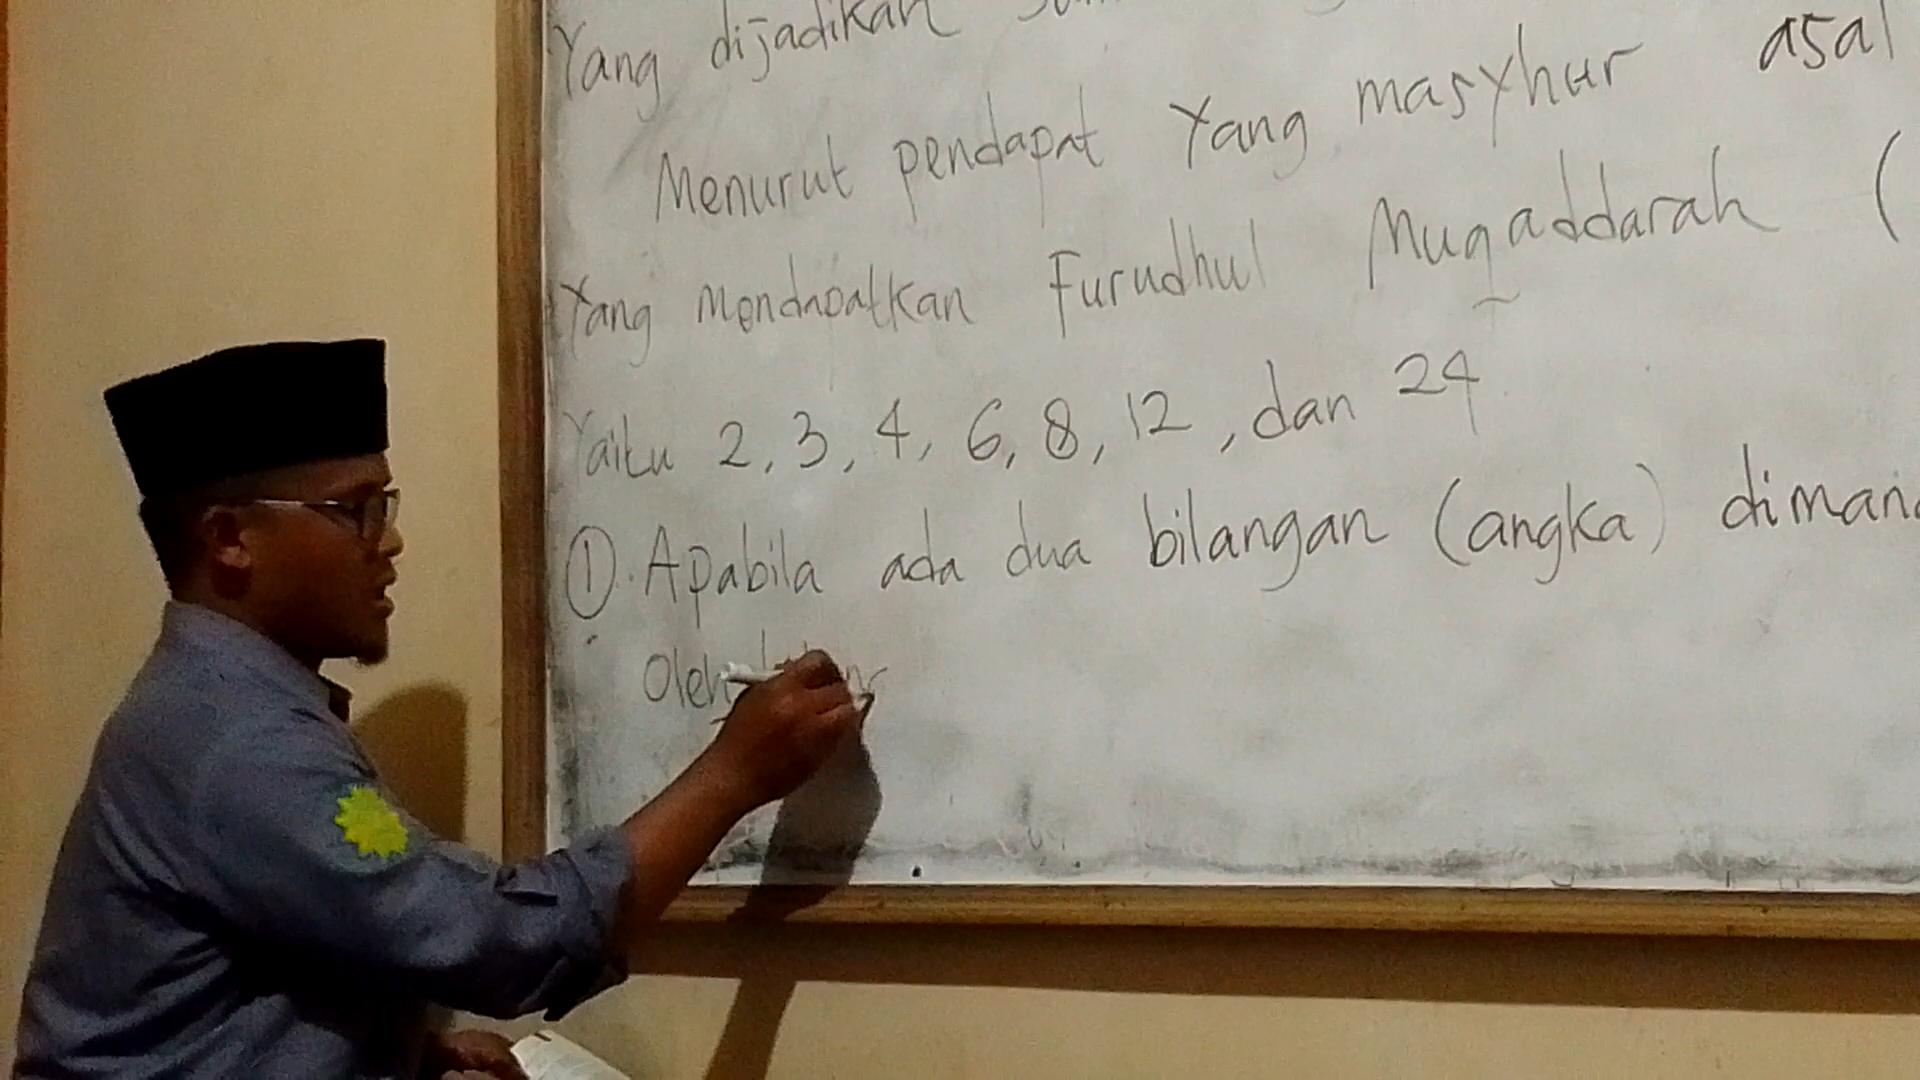 Yang dijadikan
Menurut pendapat Yang masyhur asal
Yang mendapatkan Furudhul Muqaddarah (
Yaitu 2, 3, 4, 6, 8, 12, dan 24
①. Apabila ada dua bilangan (angka) dimana
Oleh